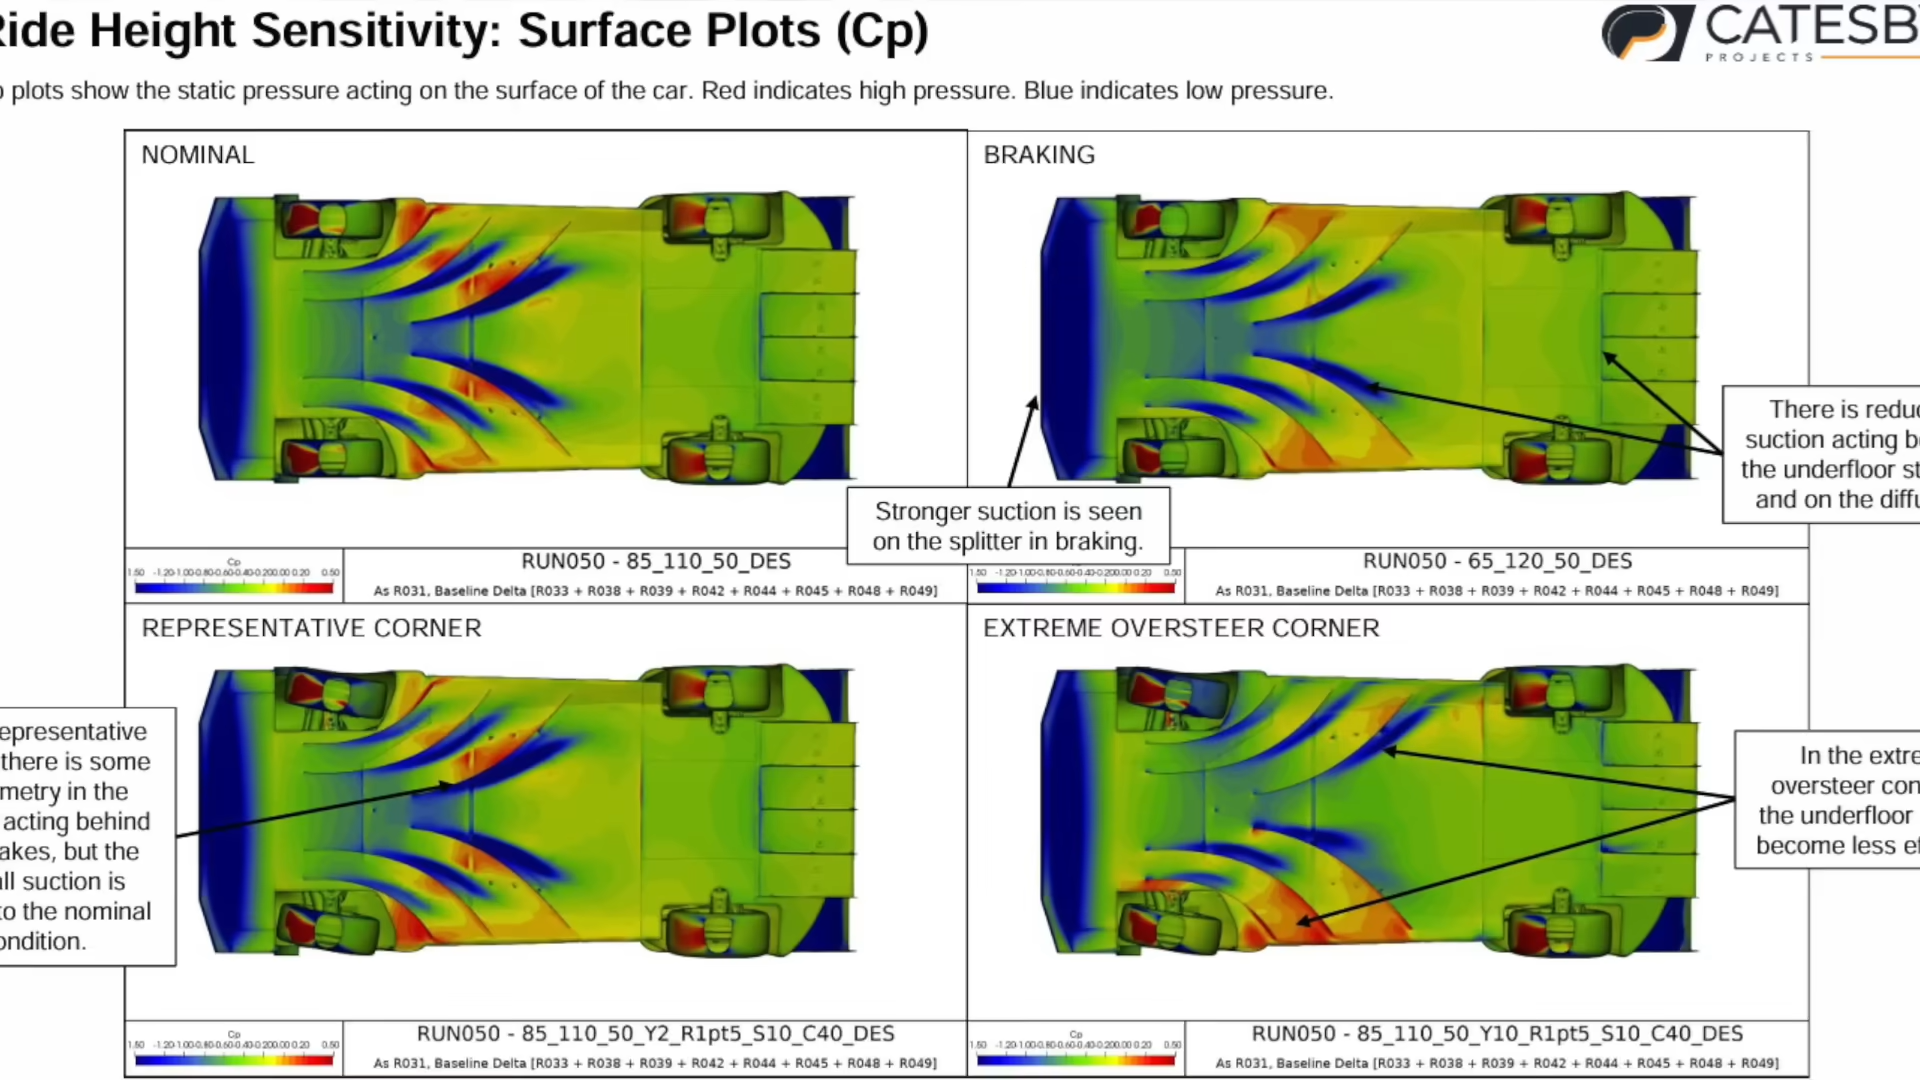 Ride Height Sensitivity: Surface Plots (Cp)
CATESB
PROJECTS
plots show the static pressure acting on the surface of the car. Red indicates high pressure. Blue indicates low pressure.
NOMINAL
BRAKING
There is reduc
suction acting b
the underfloor st
and on the diffu
Stronger suction is seen
on the splitter in braking.
Cp
RUN050 - 85_110_50_DES
As R031, Baseline Delta [R033 + R038 + R039 + R042 + R044 + R045 + R048 + R049]
RUN050 - 65_120_50_DES
As R031, Baseline Delta [R033 + R038 + R039 + R042 + R044 + R045 + R048 + R049]
REPRESENTATIVE CORNER
EXTREME OVERSTEER CORNER
epresentative
there is some
metry in the
acting behind
akes, but the
all suction is
to the nominal
ondition.
In the extre
oversteer con
the underfloor
become less ef
Cp
RUN050 - 85_110_50_Y2_R1pt5_S10_C40_DES
As R031, Baseline Delta [R033 + R038 + R039 + R042 + R044 + R045 + R048 + R049]
Cp
RUN050 - 85_110_50_Y10_R1pt5_S10_C40_DES
As R031, Baseline Delta [R033 + R038 + R039 + R042 + R044 + R045 + R048 + R049]